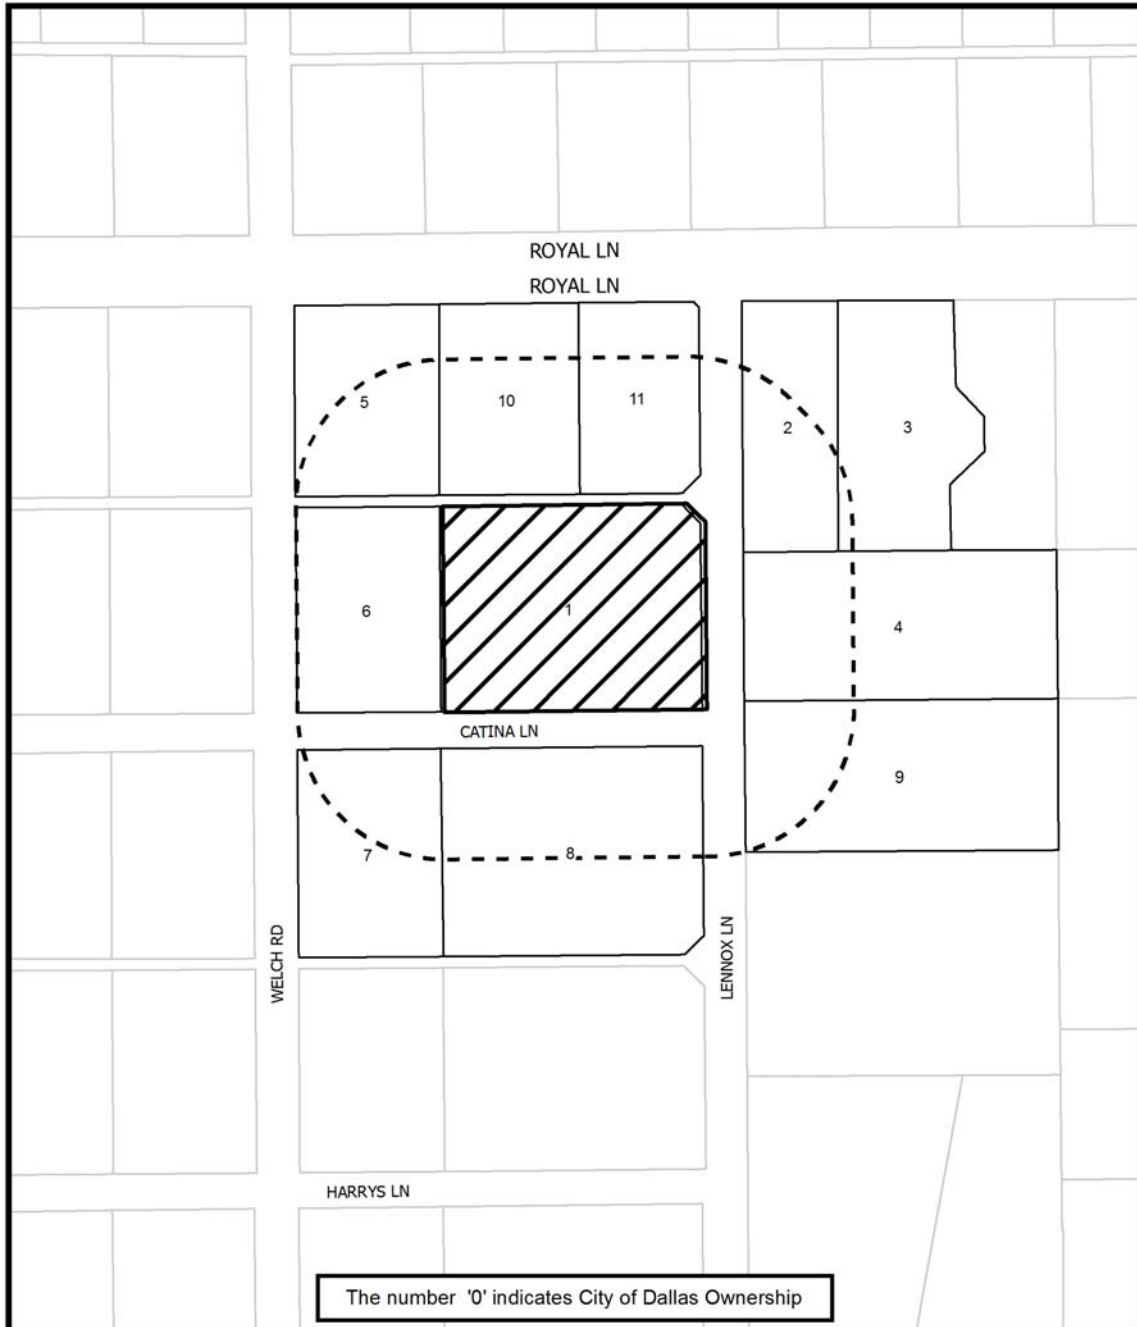 ROYAL LN
ROYAL LN
5
10
11
2
3
6
1
4
CATINA LN
9
7
8
WELCH RD
LENNOX LN
HARRYS LN
The number '0' indicates City of Dallas Ownership